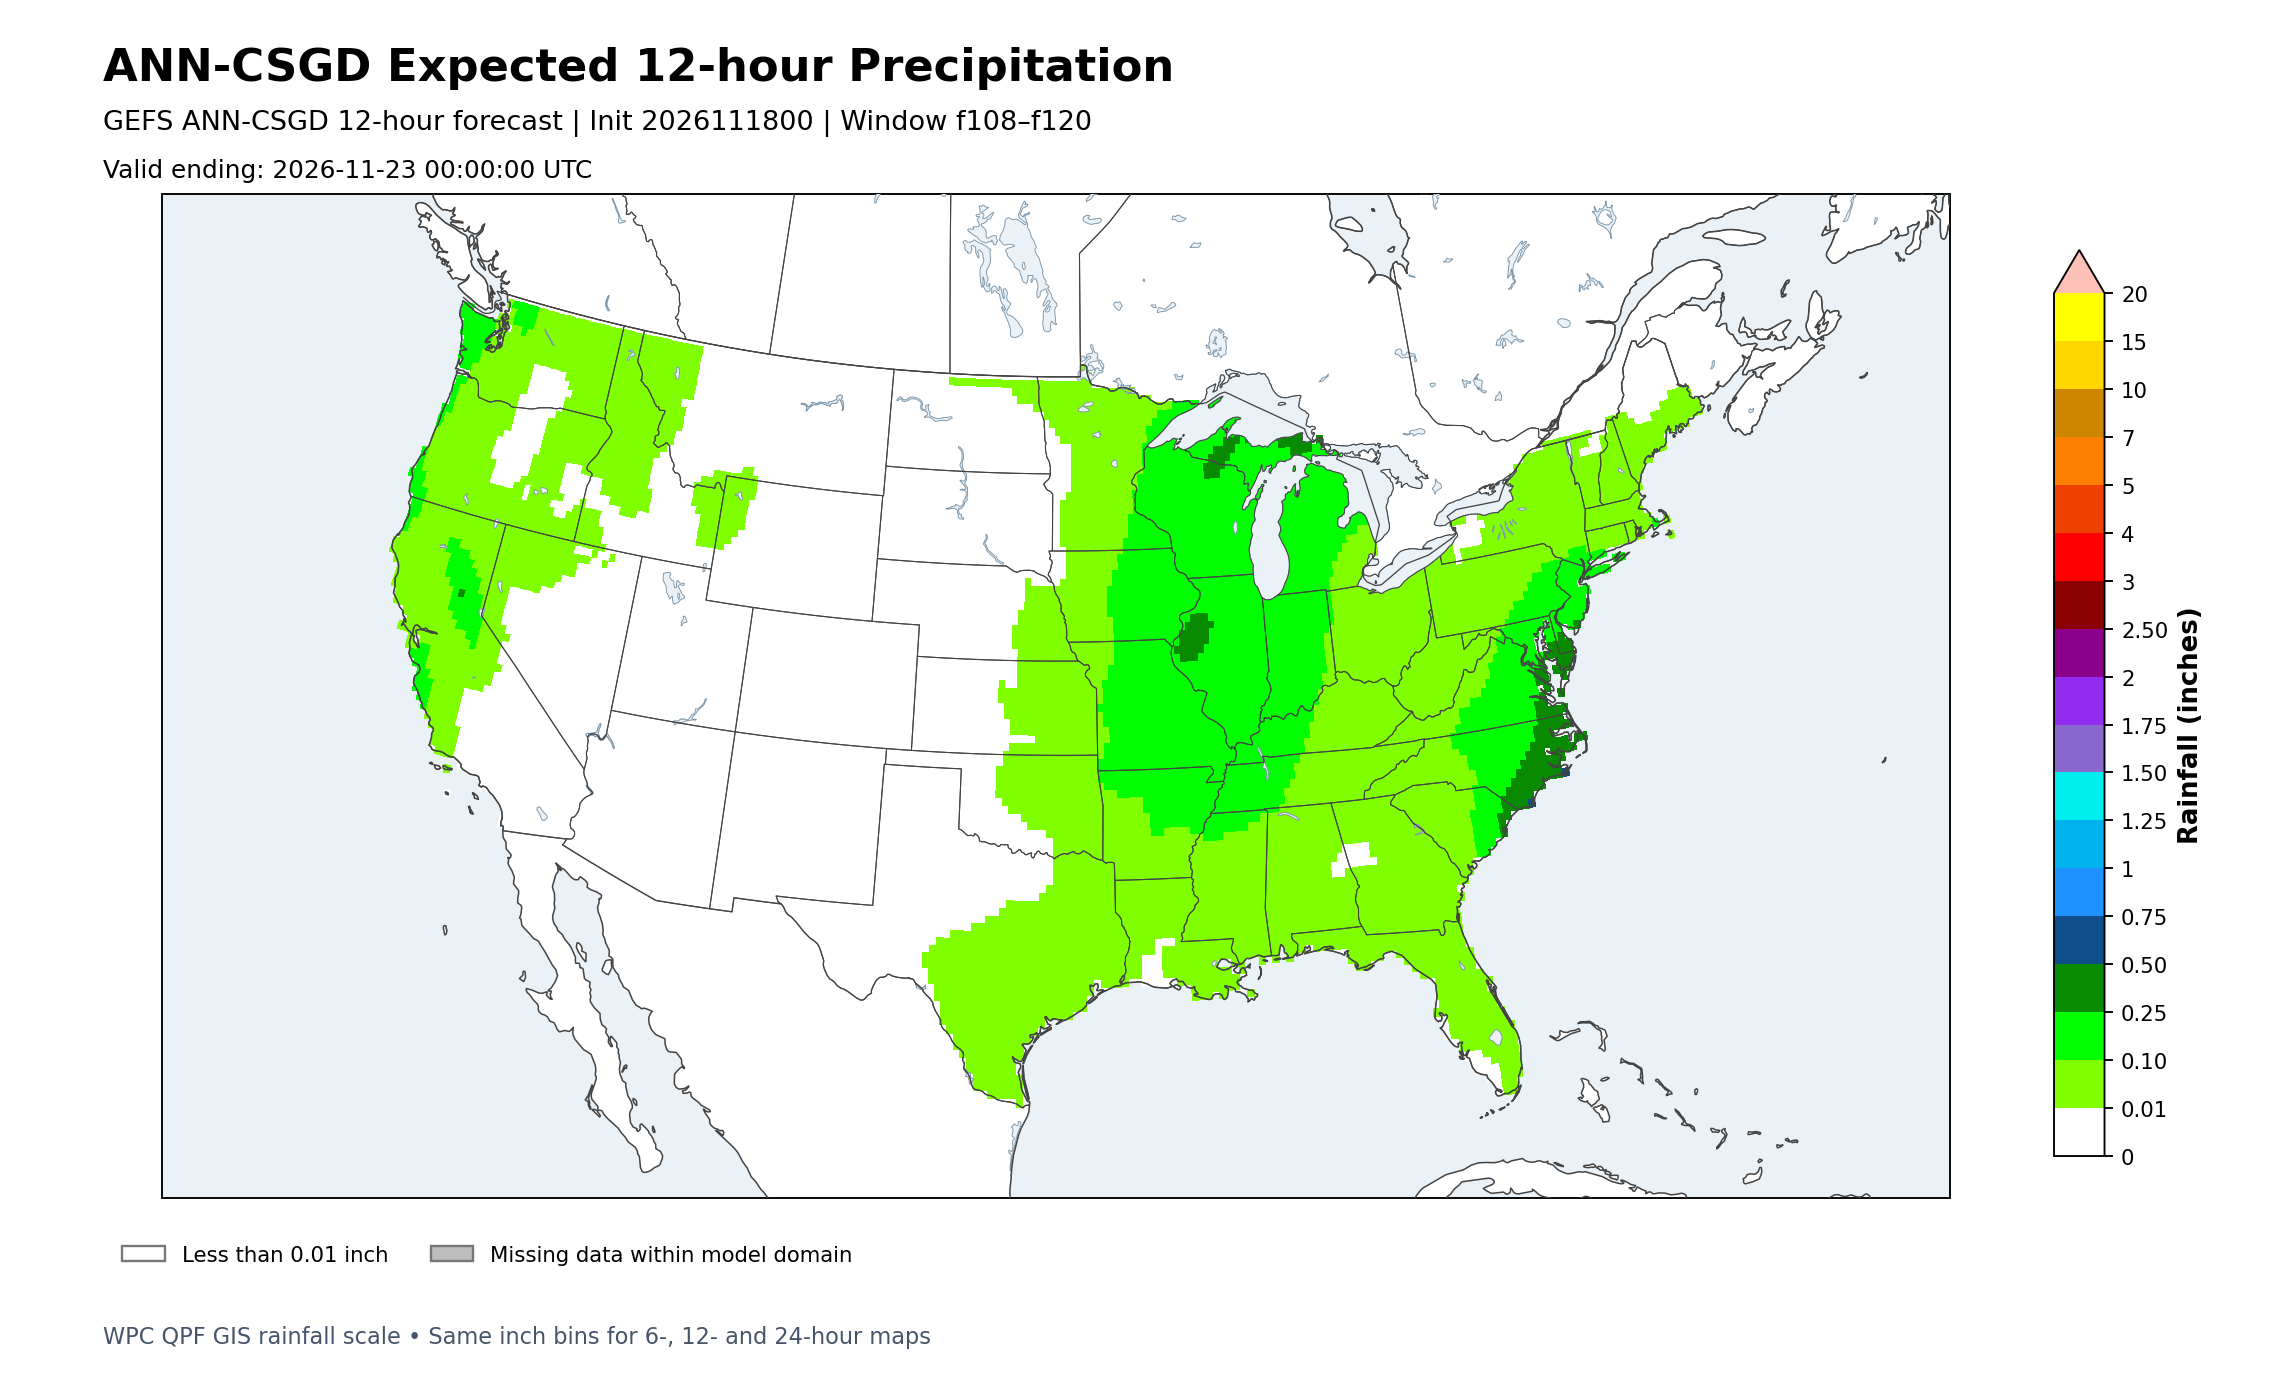 ANN-CSGD Expected 12-hour Precipitation
GEFS ANN-CSGD 12-hour forecast | Init 2026111800 | Window f108–f120
Valid ending: 2026-11-23 00:00:00 UTC
20
15
10
7
5
4
3
2.50
2
1.75
1.50
1.25
1
0.75
0.50
0.25
0.10
0.01
0
Rainfall (inches)
Less than 0.01 inch
Missing data within model domain
WPC QPF GIS rainfall scale • Same inch bins for 6-, 12- and 24-hour maps